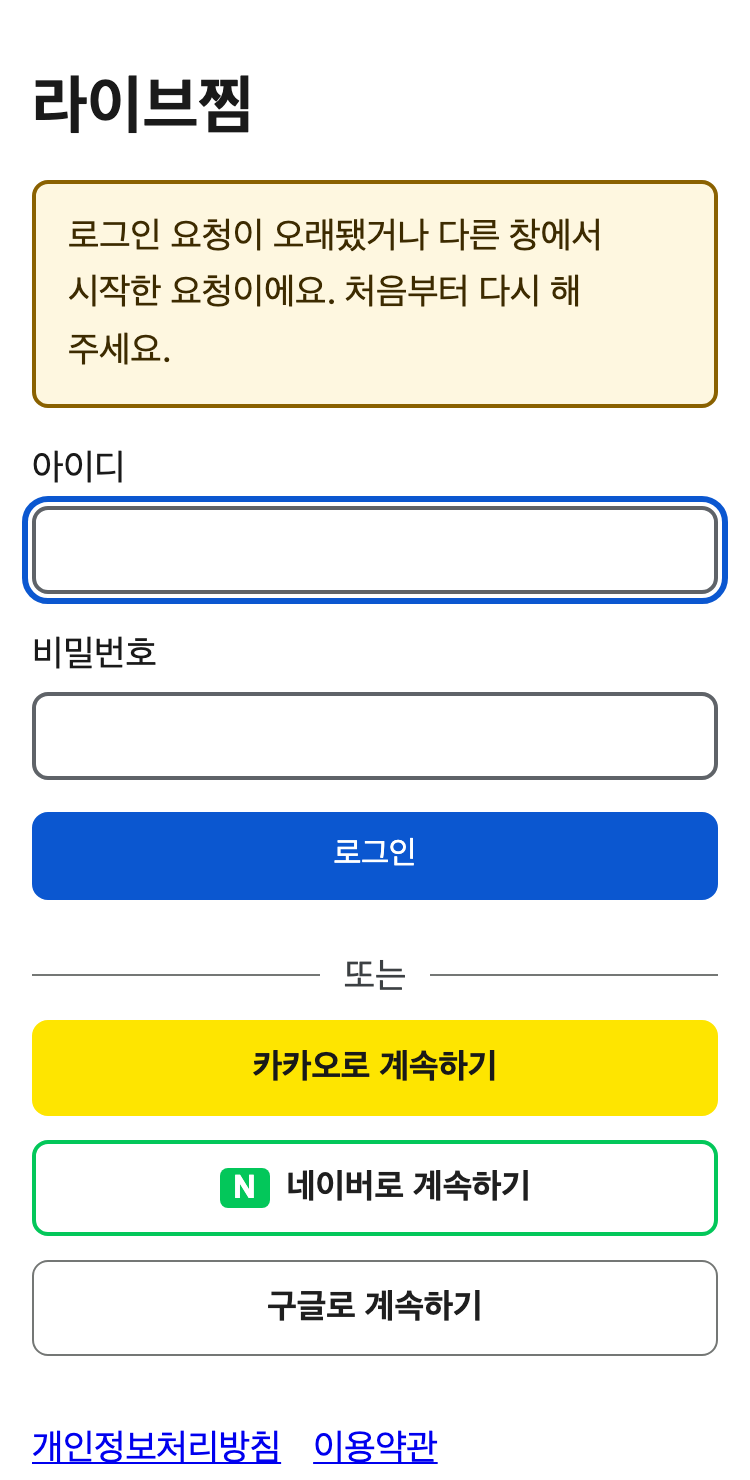 라이브찜
로그인 요청이 오래됐거나 다른 창에서
시작한 요청이에요. 처음부터 다시 해
주세요.
아이디
비밀번호
로그인
또는
카카오로 계속하기
N 네이버로 계속하기
구글로 계속하기
개인정보처리방침 이용약관